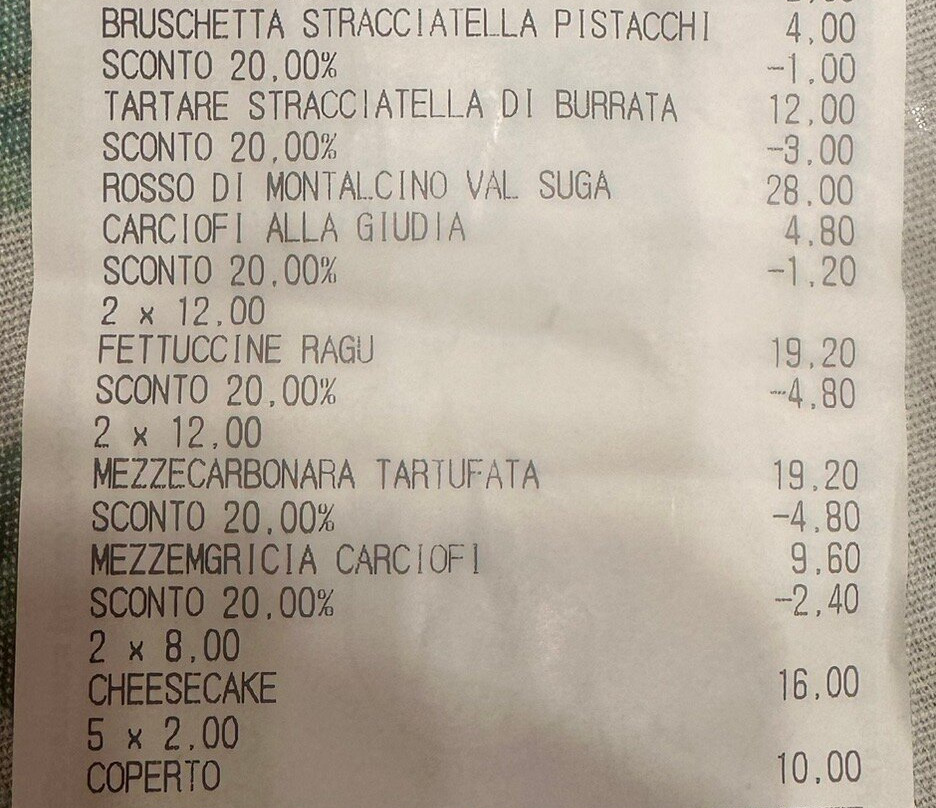 BRUSCHETTA STRACCIATELLA PISTACCHI 4,00
SCONTO 20,00% -1,00
TARTARE STRACCIATELLA DI BURRATA 12,00
SCONTO 20,00% -3,00
ROSSO DI MONTALCINO VAL SUGA 28,00
CARCIOFI ALLA GIUDIA 4,80
SCONTO 20,00% -1,20
2 x 12,00
FETTUCCINE RAGU 19,20
SCONTO 20,00% -4,80
2 x 12,00
MEZZECARBONARA TARTUFATA 19,20
SCONTO 20,00% -4,80
MEZZEMGRICIA CARCIOFI 9,60
SCONTO 20,00% -2,40
2 x 8,00
CHEESECAKE 16,00
5 x 2,00
COPERTO 10,00